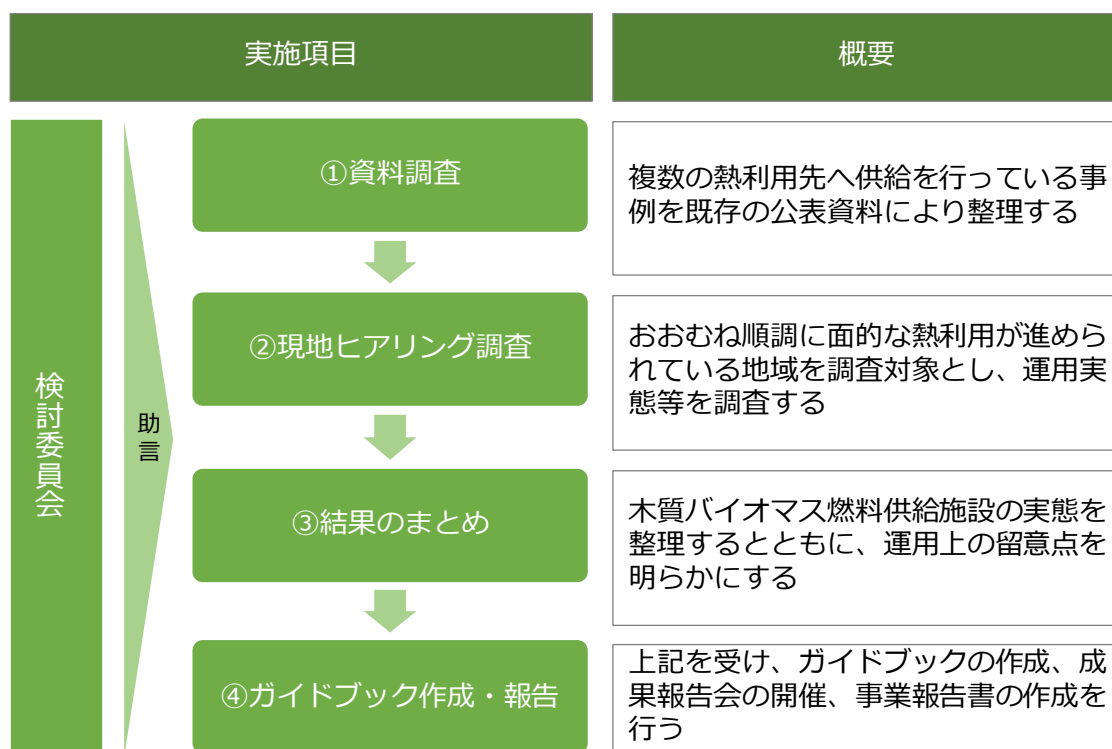 実施項目
概要
検討委員会
助言
①資料調査
複数の熱利用先へ供給を行っている事
例を既存の公表資料により整理する
②現地ヒアリング調査
おおむね順調に面的な熱利用が進めら
れている地域を調査対象とし、運用実
態等を調査する
③結果のまとめ
木質バイオマス燃料供給施設の実態を
整理するとともに、運用上の留意点を
明らかにする
④ガイドブック作成・報告
上記を受け、ガイドブックの作成、成
果報告会の開催、事業報告書の作成を
行う